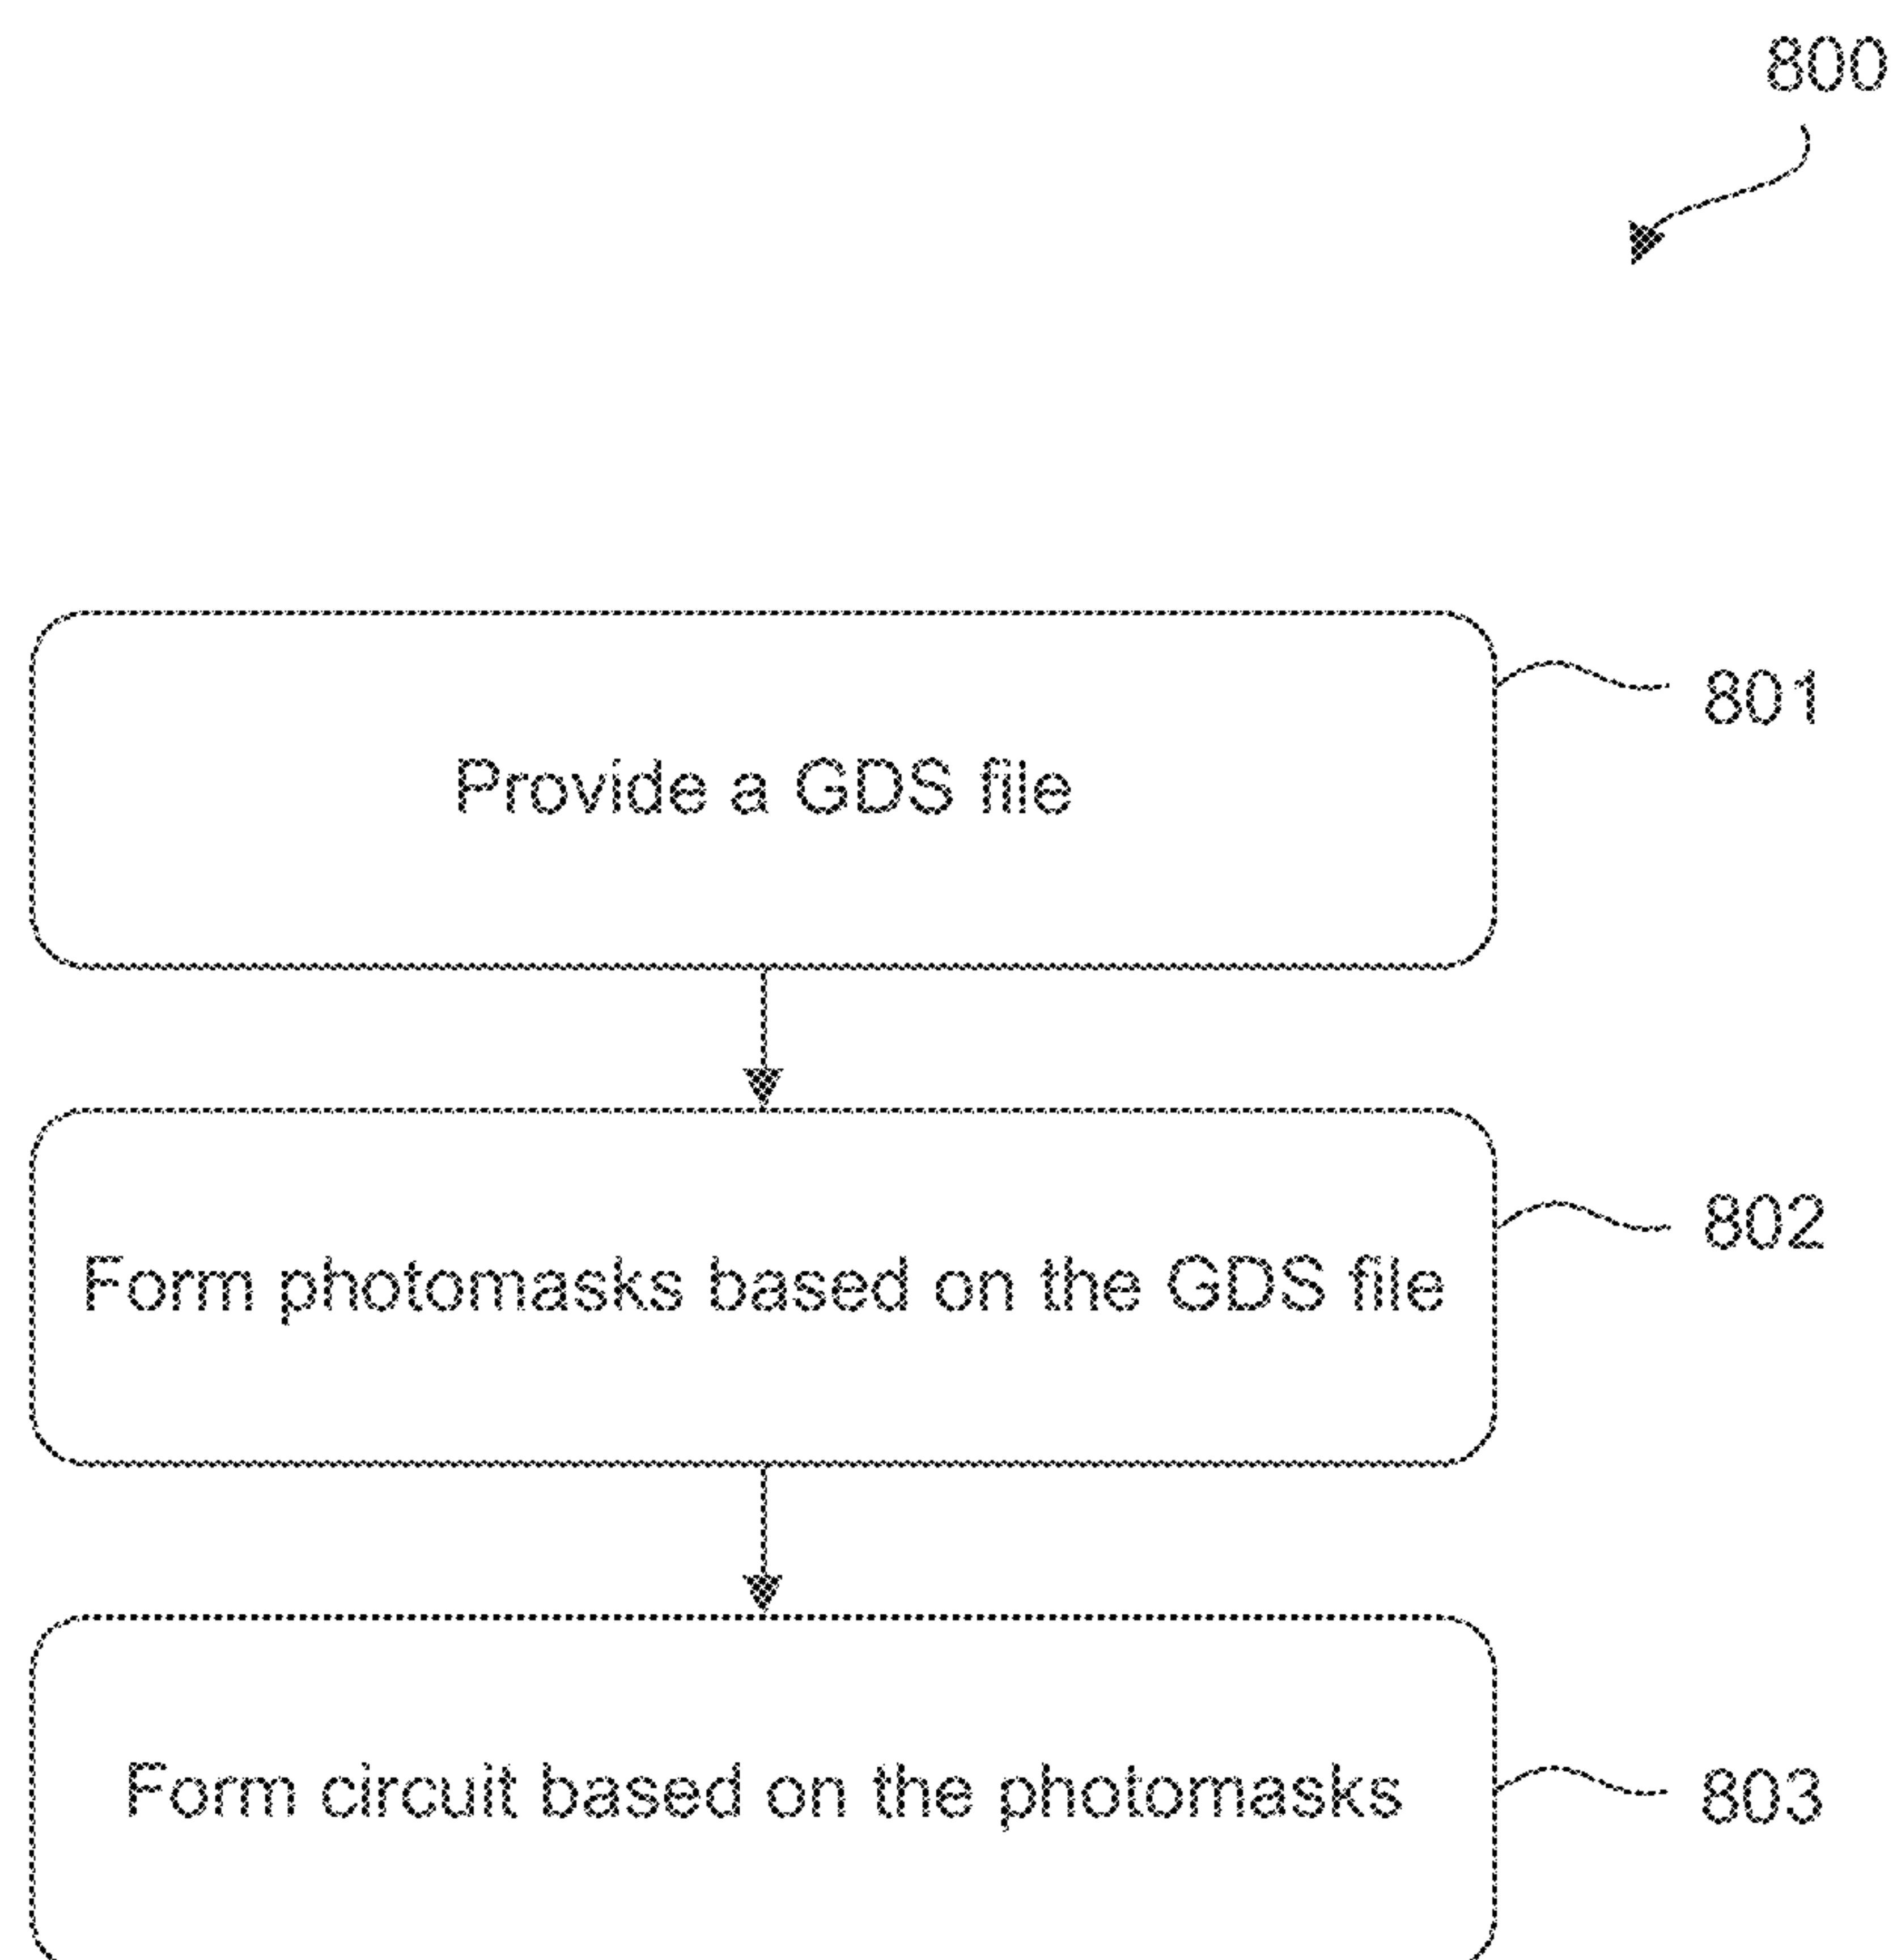 800
801
Provide a GDS file
802
Form photomasks based on the GDS file
803
Form circuit based on the photomasks